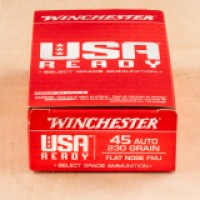 WINCHESTER
USA
READY
• SELECT GRADE AMMUNITION •
WINCHESTER
USA
READY
45 AUTO
230 GRAIN
FLAT NOSE FMJ
• SELECT GRADE AMMUNITION •